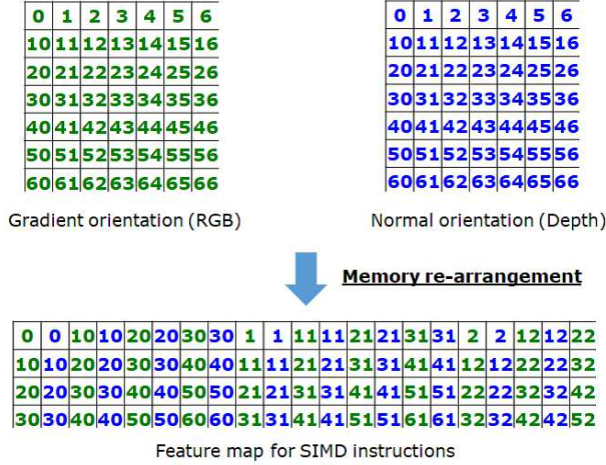 0 1 2 3 4 5 6
10 11 12 13 14 15 16
20 21 22 23 24 25 26
30 31 32 33 34 35 36
40 41 42 43 44 45 46
50 51 52 53 54 55 56
60 61 62 63 64 65 66
Gradient orientation (RGB)
0 1 2 3 4 5 6
10 11 12 13 14 15 16
20 21 22 23 24 25 26
30 31 32 33 34 35 36
40 41 42 43 44 45 46
50 51 52 53 54 55 56
60 61 62 63 64 65 66
Normal orientation (Depth)
Memory re-arrangement
0 0 10 10 20 20 30 30 1 1 11 11 21 21 31 31 2 2 12 12 22
10 10 20 20 30 30 40 40 11 11 21 21 31 31 41 41 12 12 22 22 32
20 20 30 30 40 40 50 50 21 21 31 31 41 41 51 51 22 22 32 32 42
30 30 40 40 50 50 60 60 31 31 41 41 51 51 61 61 32 32 42 42 52
Feature map for SIMD instructions